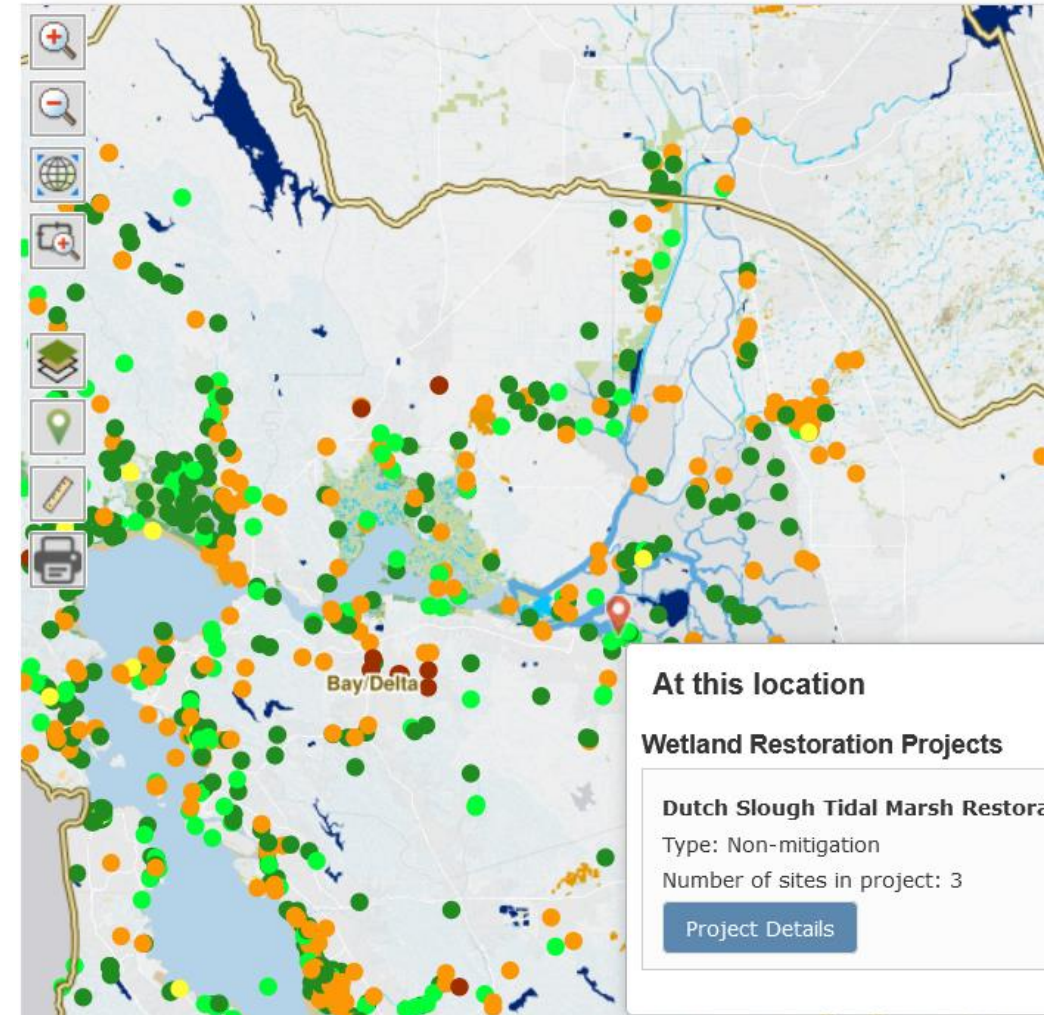 Bay/Delta
At this location
Wetland Restoration Projects
Dutch Slough Tidal Marsh Restora
Type: Non-mitigation
Number of sites in project: 3
Project Details